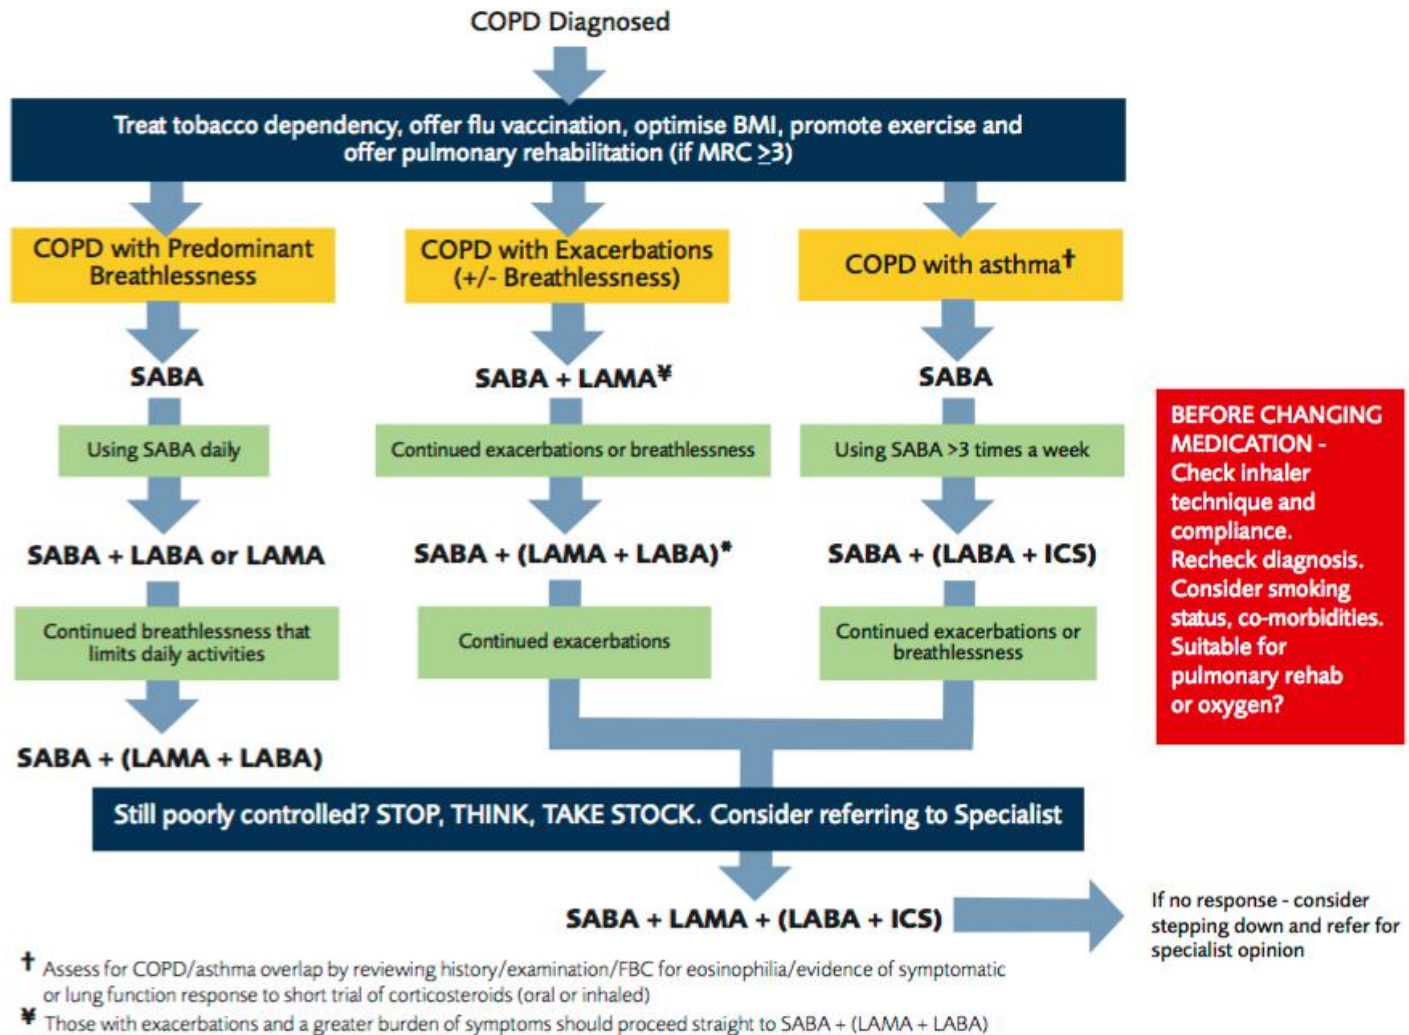 COPD Diagnosed
Treat tobacco dependency, offer flu vaccination, optimise BMI, promote exercise and
offer pulmonary rehabilitation (if MRC ≥3)
COPD with Predominant
Breathlessness
COPD with Exacerbations
(+/- Breathlessness)
COPD with asthma†
SABA
SABA + LAMA¥
SABA
Using SABA daily
Continued exacerbations or breathlessness
Using SABA >3 times a week
SABA + LABA or LAMA
SABA + (LAMA + LABA)*
SABA + (LABA + ICS)
Continued breathlessness that
limits daily activities
Continued exacerbations
Continued exacerbations or
breathlessness
SABA + (LAMA + LABA)
BEFORE CHANGING
MEDICATION -
Check inhaler
technique and
compliance.
Recheck diagnosis.
Consider smoking
status, co-morbidities.
Suitable for
pulmonary rehab
or oxygen?
Still poorly controlled? STOP, THINK, TAKE STOCK. Consider referring to Specialist
SABA + LAMA + (LABA + ICS)
If no response - consider
stepping down and refer for
specialist opinion
† Assess for COPD/asthma overlap by reviewing history/examination/FBC for eosinophilia/evidence of symptomatic
or lung function response to short trial of corticosteroids (oral or inhaled)
¥ Those with exacerbations and a greater burden of symptoms should proceed straight to SABA + (LAMA + LABA)